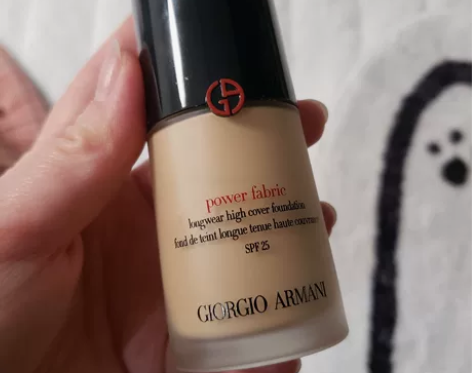 power fabric
longwear high cover foundation
fond de teint longue tenue haute couvrance
SPF 25
GIORGIO ARMANI